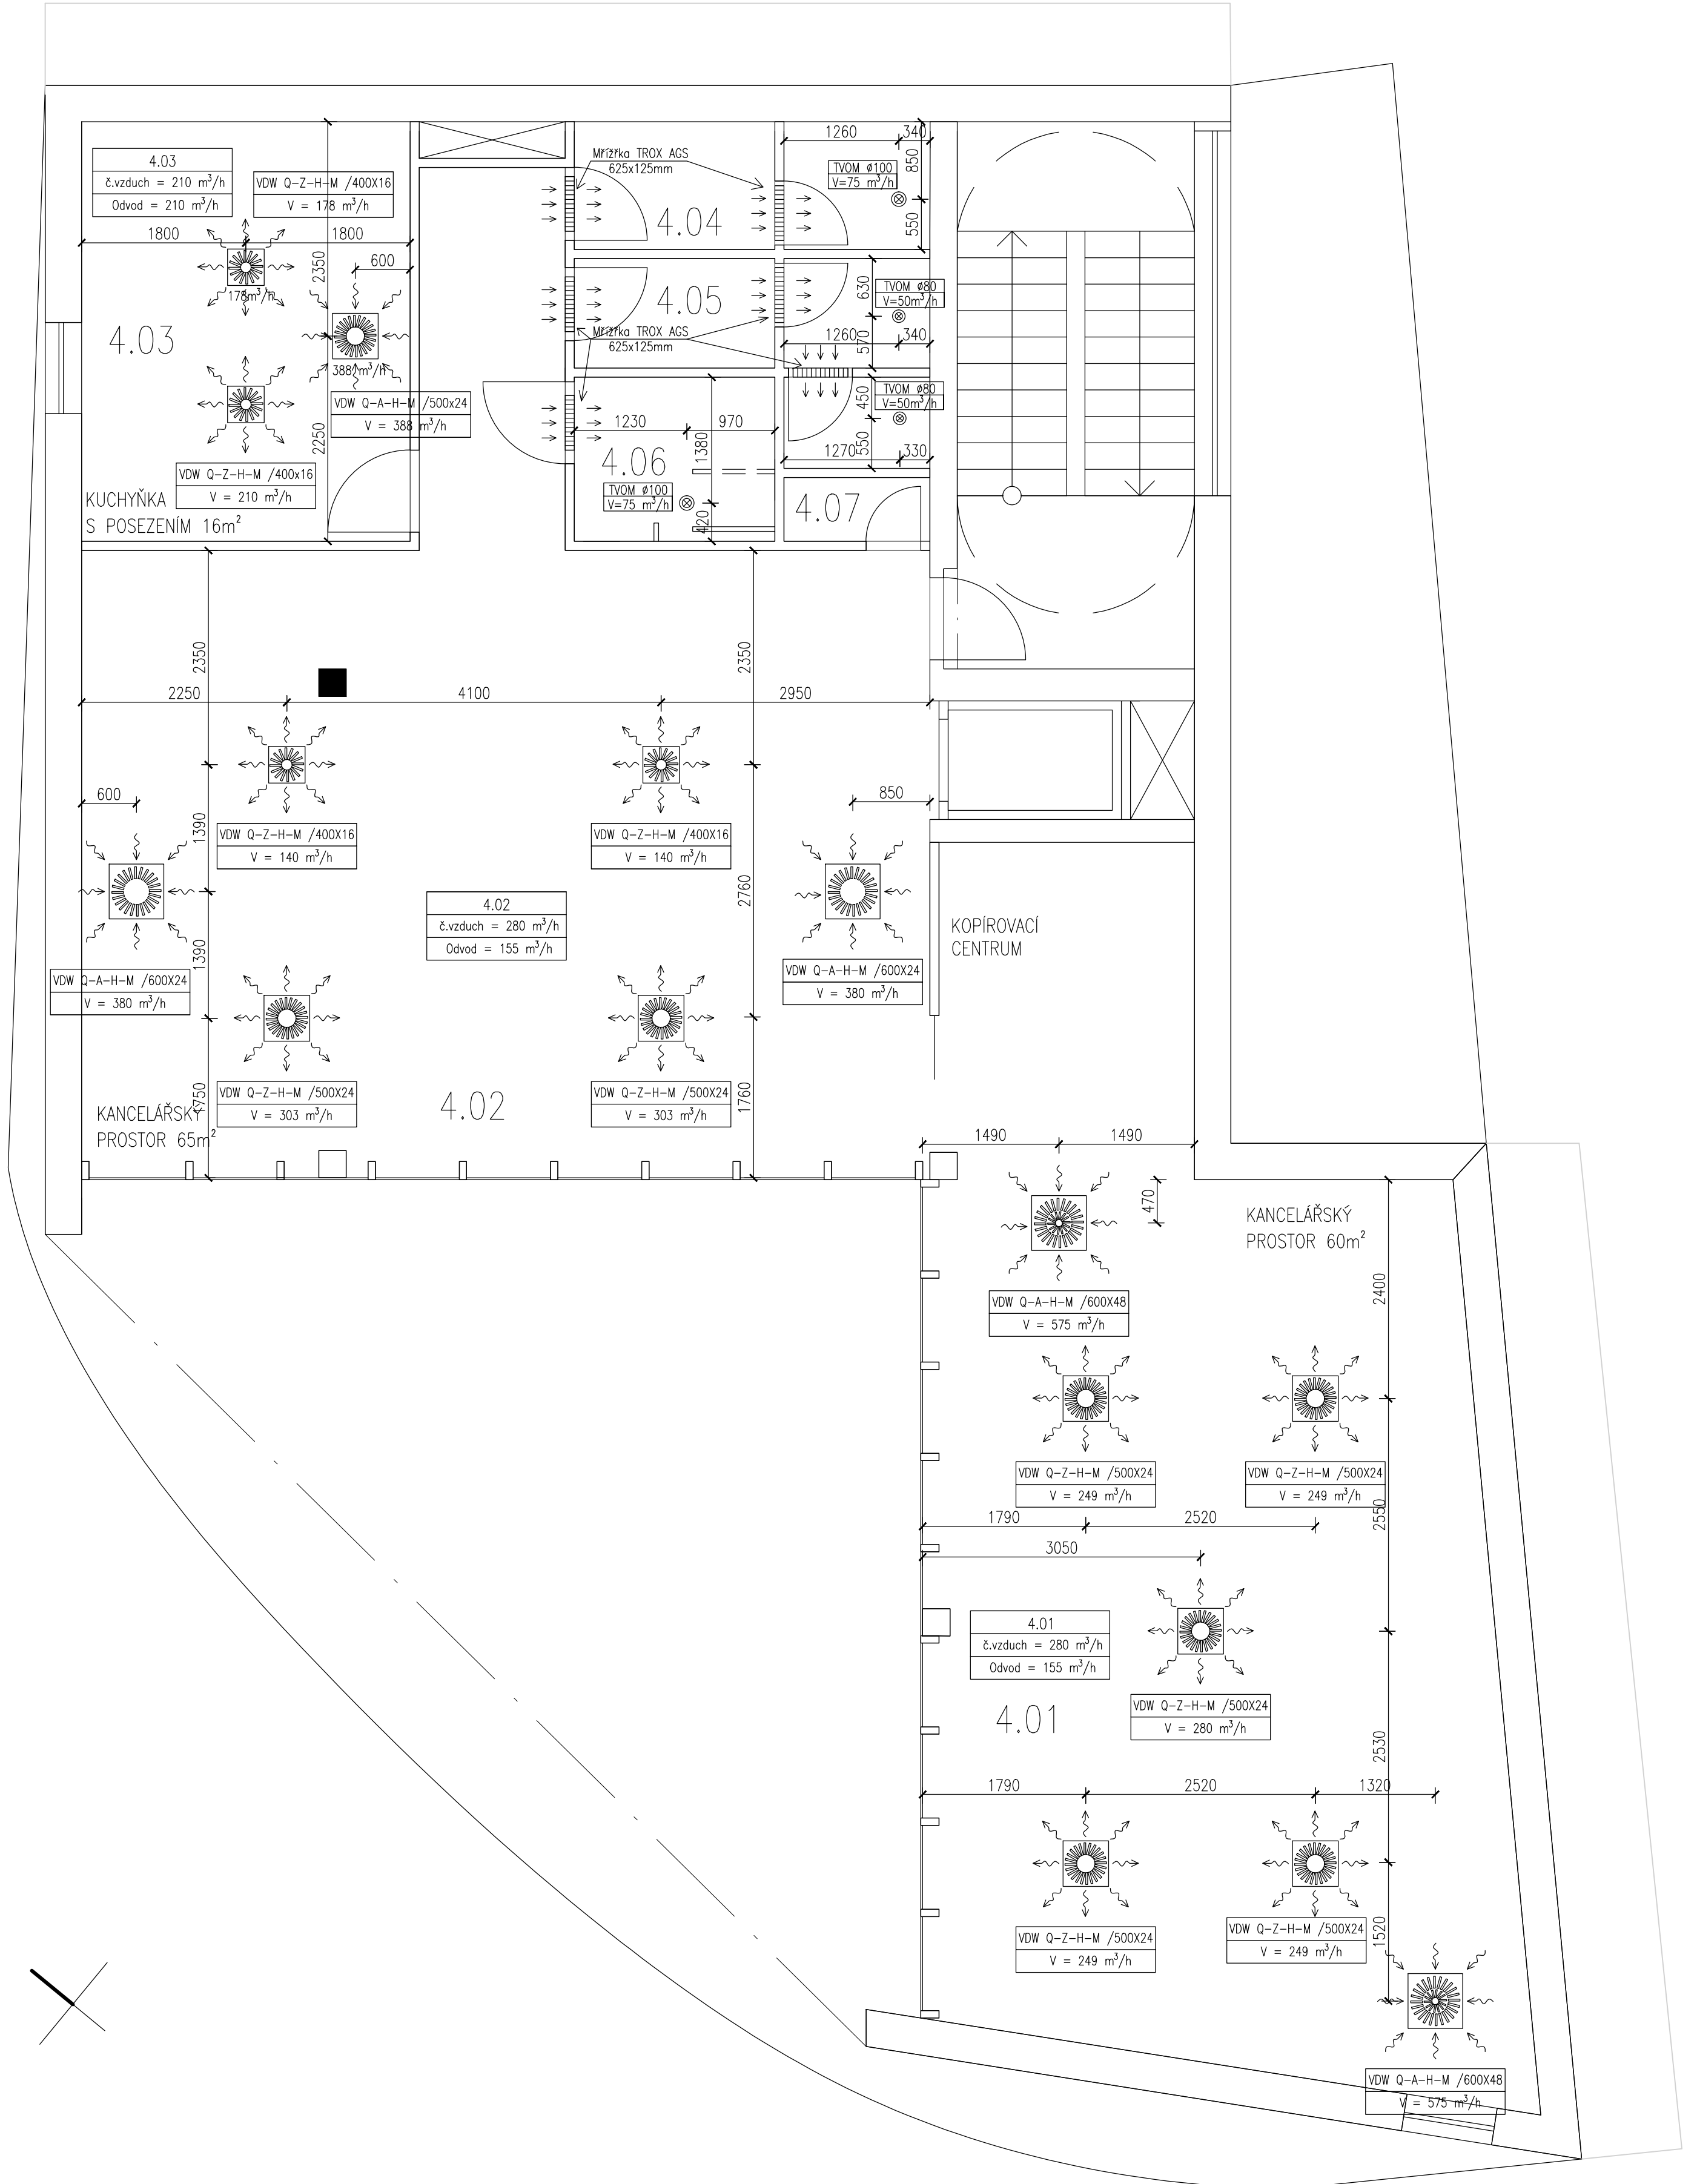 1260
340
850
550
4.03
č.vzduch = 210 m³/h
Odvod = 210 m³/h
VDW Q-Z-H-M /400X16
V = 178 m³/h
Mřížřka TROX AGS
625x125mm
TVOM ø100
V=75 m³/h
4.04
1800
1800
2350
600
178m³/h
4.03
388m³/h
4.05
630
TVOM ø80
V=50m³/h
Mřížřka TROX AGS
625x125mm
1260
340
570
VDW Q-A-H-M /500x24
V = 388 m³/h
2250
450
TVOM ø80
V=50m³/h
1230
970
1380
1270
330
550
4.06
VDW Q-Z-H-M /400x16
V = 210 m³/h
TVOM ø100
V=75 m³/h
420
4.07
KUCHYŇKA
S POSEZENÍM 16m²
2350
2350
2250
4100
2950
600
850
1390
VDW Q-Z-H-M /400X16
V = 140 m³/h
VDW Q-Z-H-M /400X16
V = 140 m³/h
2760
4.02
č.vzduch = 280 m³/h
Odvod = 155 m³/h
KOPÍROVACÍ
CENTRUM
1390
VDW Q-A-H-M /600X24
V = 380 m³/h
VDW Q-A-H-M /600X24
V = 380 m³/h
VDW Q-Z-H-M /500X24
V = 303 m³/h
VDW Q-Z-H-M /500X24
V = 303 m³/h
1750
1760
4.02
KANCELÁŘSKÝ
PROSTOR 65m²
1490
1490
470
KANCELÁŘSKÝ
PROSTOR 60m²
2400
VDW Q-A-H-M /600X48
V = 575 m³/h
VDW Q-Z-H-M /500X24
V = 249 m³/h
VDW Q-Z-H-M /500X24
V = 249 m³/h
2550
1790
2520
3050
4.01
č.vzduch = 280 m³/h
Odvod = 155 m³/h
4.01
VDW Q-Z-H-M /500X24
V = 280 m³/h
2530
1790
2520
1320
VDW Q-Z-H-M /500X24
V = 249 m³/h
VDW Q-Z-H-M /500X24
V = 249 m³/h
1520
VDW Q-A-H-M /600X48
V = 575 m³/h